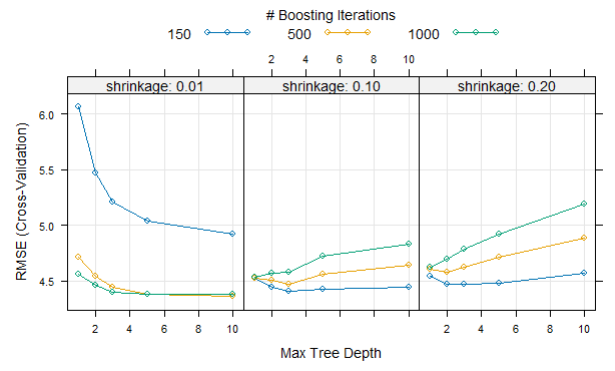 # Boosting Iterations
150 500 1000
2 4 6 8 10
shrinkage: 0.01 shrinkage: 0.10 shrinkage: 0.20
6.0
5.5
5.0
4.5
RMSE (Cross-Validation)
2 4 6 8 10 2 4 6 8 10
Max Tree Depth